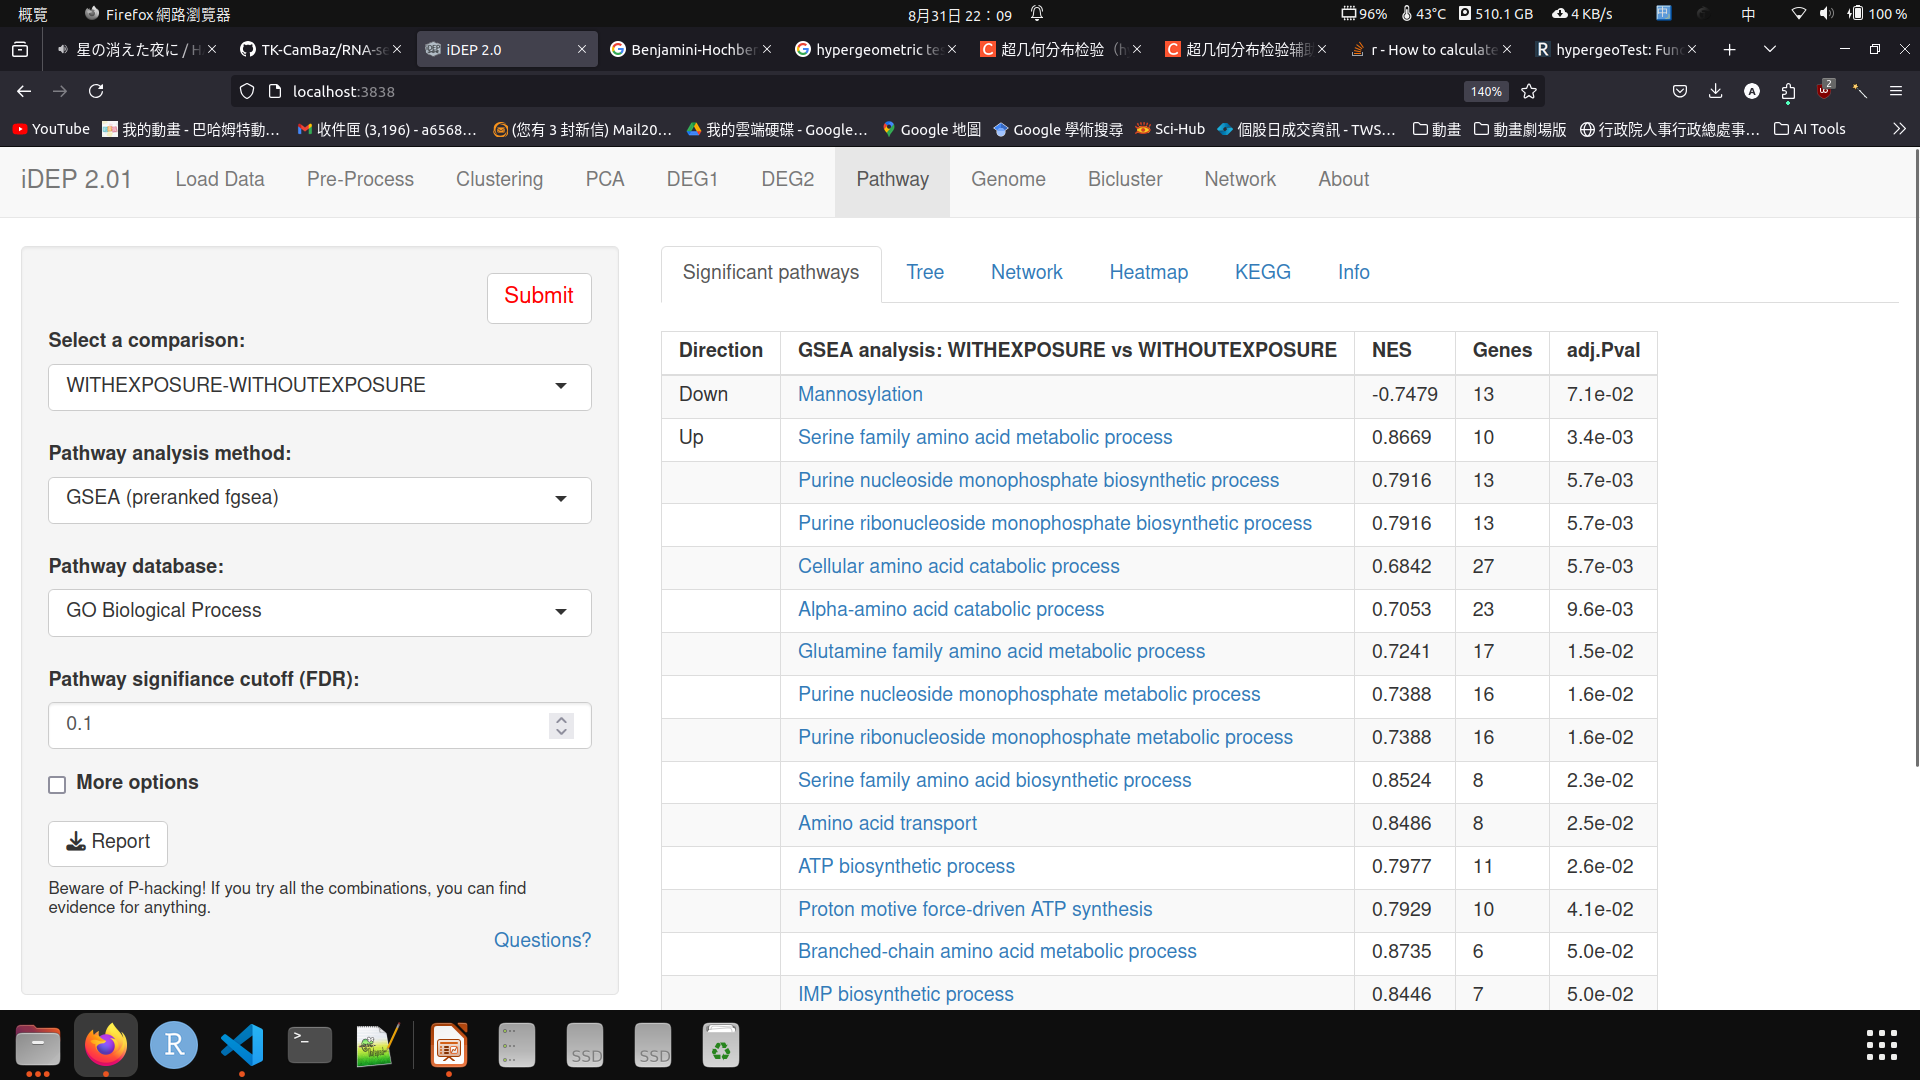 概覽 Firefox 網路瀏覽器 8月31日 22：09 96% 43°C 510.1 GB 4 KB/s 中 100 %
星の消えた夜に / H TK-CamBaz/RNA-se iDEP 2.0 Benjamini-Hochber hypergeometric te 超几何分布检验（hy 超几何分布检验辅助 r - How to calculate hypergeoTest: Func
localhost:3838 140% 2
YouTube 我的動畫 - 巴哈姆特動… 收件匣 (3,196) - a6568… (您有 3 封新信) Mail20… 我的雲端硬碟 - Google… Google 地圖 Google 學術搜尋 Sci-Hub 個股日成交資訊 - TWS… 動畫 動畫劇場版 行政院人事行政總處事… AI Tools
iDEP 2.01 Load Data Pre-Process Clustering PCA DEG1 DEG2 Pathway Genome Bicluster Network About
Submit
Select a comparison:
WITHEXPOSURE-WITHOUTEXPOSURE
Pathway analysis method:
GSEA (preranked fgsea)
Pathway database:
GO Biological Process
Pathway signifiance cutoff (FDR):
0.1
More options
Report
Beware of P-hacking! If you try all the combinations, you can find
evidence for anything.
Questions?
Significant pathways Tree Network Heatmap KEGG Info
Direction GSEA analysis: WITHEXPOSURE vs WITHOUTEXPOSURE NES Genes adj.Pval
Down Mannosylation -0.7479 13 7.1e-02
Up Serine family amino acid metabolic process 0.8669 10 3.4e-03
Purine nucleoside monophosphate biosynthetic process 0.7916 13 5.7e-03
Purine ribonucleoside monophosphate biosynthetic process 0.7916 13 5.7e-03
Cellular amino acid catabolic process 0.6842 27 5.7e-03
Alpha-amino acid catabolic process 0.7053 23 9.6e-03
Glutamine family amino acid metabolic process 0.7241 17 1.5e-02
Purine nucleoside monophosphate metabolic process 0.7388 16 1.6e-02
Purine ribonucleoside monophosphate metabolic process 0.7388 16 1.6e-02
Serine family amino acid biosynthetic process 0.8524 8 2.3e-02
Amino acid transport 0.8486 8 2.5e-02
ATP biosynthetic process 0.7977 11 2.6e-02
Proton motive force-driven ATP synthesis 0.7929 10 4.1e-02
Branched-chain amino acid metabolic process 0.8735 6 5.0e-02
IMP biosynthetic process 0.8446 7 5.0e-02
R SSD SSD